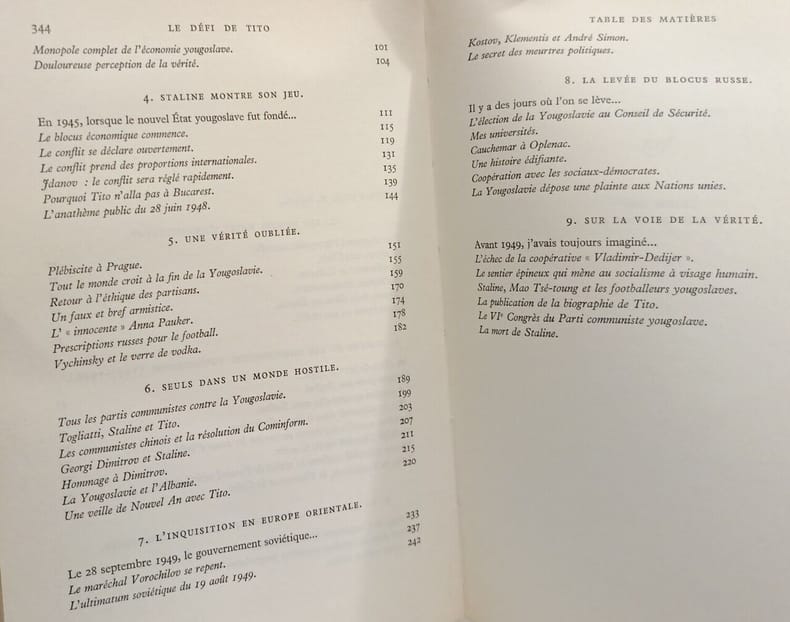 344
LE DÉFI DE TITO
Monopole complet de l'économie yougoslave. 101
Douloureuse perception de la vérité. 104
4. STALINE MONTRE SON JEU.
En 1945, lorsque le nouvel État yougoslave fut fondé... 111
Le blocus économique commence. 115
Le conflit se déclare ouvertement. 119
Le conflit prend des proportions internationales. 131
Jdanov : le conflit sera réglé rapidement. 135
Pourquoi Tito n'alla pas à Bucarest. 139
L'anathème public du 28 juin 1948. 144
5. UNE VÉRITÉ OUBLIÉE.
Plébiscite à Prague. 151
Tout le monde croit à la fin de la Yougoslavie. 155
Retour à l'éthique des partisans. 159
Un faux et bref armistice. 170
L' « innocente » Anna Pauker. 174
Prescriptions russes pour le football. 178
Vychinsky et le verre de vodka. 182
6. SEULS DANS UN MONDE HOSTILE.
Tous les partis communistes contre la Yougoslavie. 189
Togliatti, Staline et Tito. 199
Les communistes chinois et la résolution du Cominform. 203
Georgi Dimitrov et Staline. 207
Hommage à Dimitrov. 211
La Yougoslavie et l'Albanie. 215
Une veille de Nouvel An avec Tito. 220
7. L'INQUISITION EN EUROPE ORIENTALE.
Le 28 septembre 1949, le gouvernement soviétique... 233
Le maréchal Vorochilov se repent. 237
L'ultimatum soviétique du 19 août 1949. 242
TABLE DES MATIÈRES
Kostov, Klementis et André Simon.
Le secret des meurtres politiques.
8. LA LEVÉE DU BLOCUS RUSSE.
Il y a des jours où l'on se lève...
L'élection de la Yougoslavie au Conseil de Sécurité.
Mes universités.
Cauchemar à Oplenac.
Une histoire édifiante.
Coopération avec les sociaux-démocrates.
La Yougoslavie dépose une plainte aux Nations unies.
9. SUR LA VOIE DE LA VÉRITÉ.
Avant 1949, j'avais toujours imaginé...
L'échec de la coopérative « Vladimir-Dedijer ».
Le sentier épineux qui mène au socialisme à visage humain.
Staline, Mao Tsé-toung et les footballeurs yougoslaves.
La publication de la biographie de Tito.
Le VIe Congrès du Parti communiste yougoslave.
La mort de Staline.